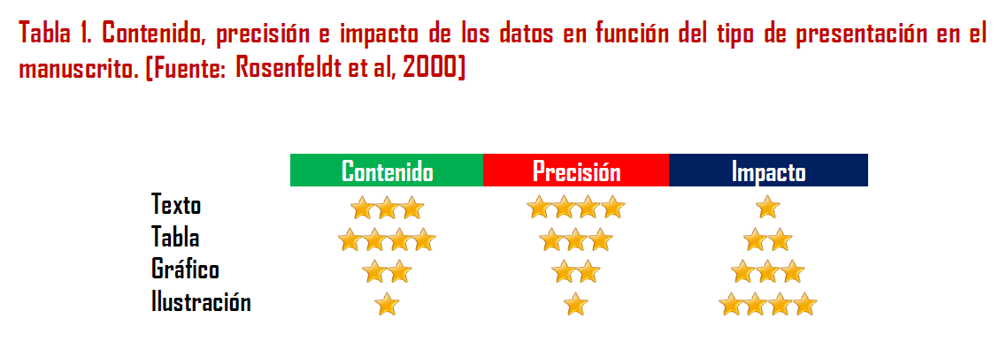 Tabla 1. Contenido, precisión e impacto de los datos en función del tipo de presentación en el
manuscrito. [Fuente: Rosenfeldt et al, 2000]
Contenido Precisión Impacto
Texto
Tabla
Gráfico
Ilustración